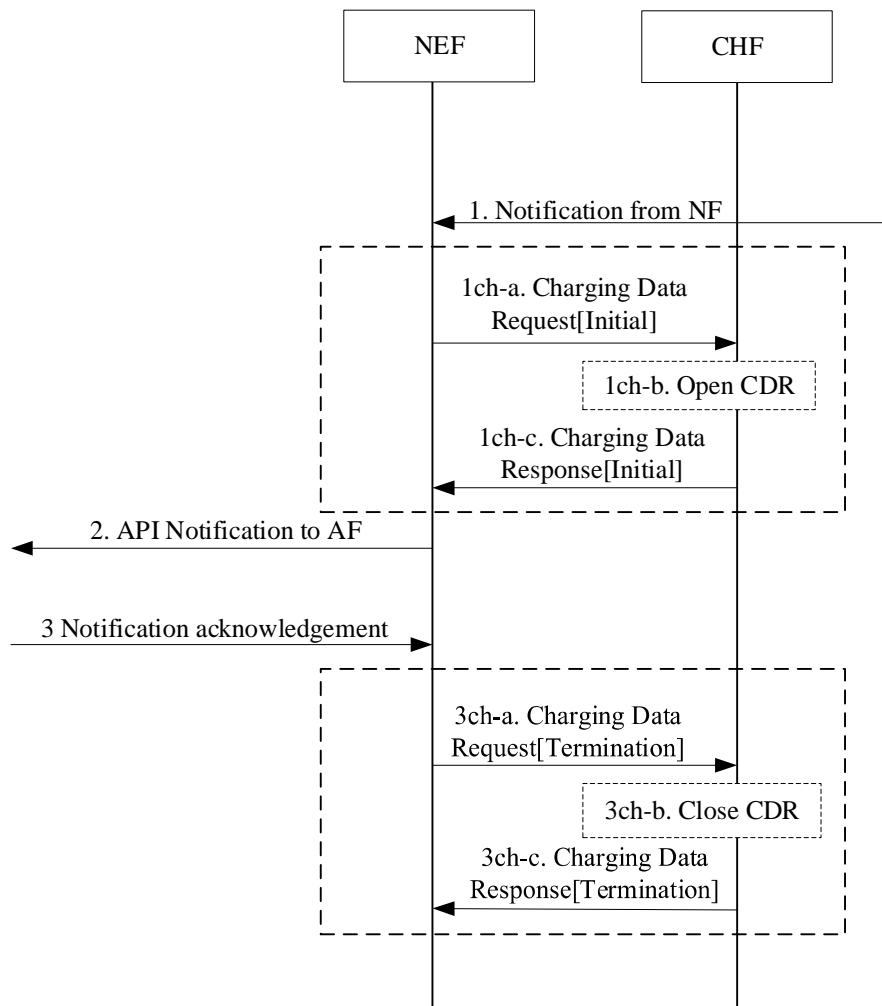 NEF
CHF
1. Notification from NF
1ch-a. Charging Data
Request[Initial]
1ch-b. Open CDR
1ch-c. Charging Data
Response[Initial]
2. API Notification to AF
3 Notification acknowledgement
3ch-a. Charging Data
Request[Termination]
3ch-b. Close CDR
3ch-c. Charging Data
Response[Termination]